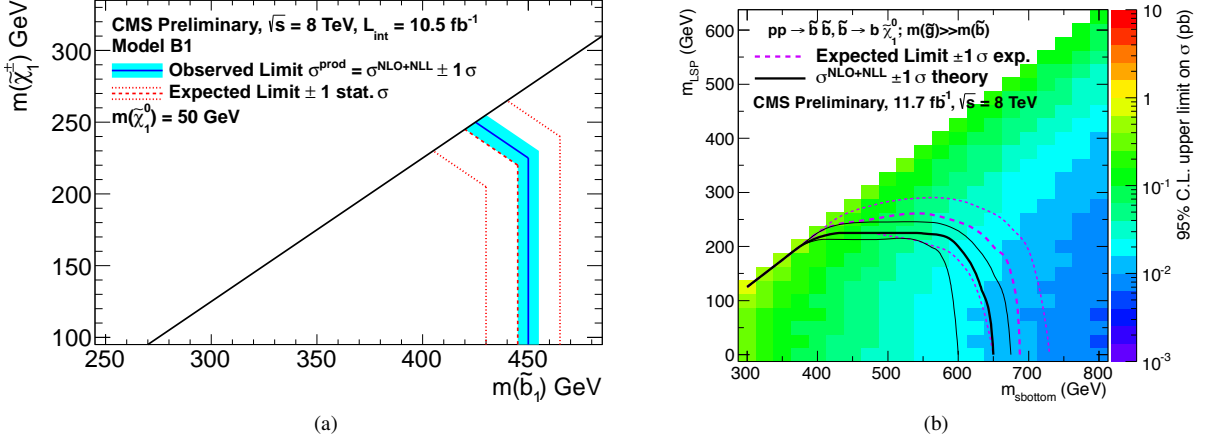 CMS Preliminary, √s = 8 TeV, L_int = 10.5 fb⁻¹
Model B1
Observed Limit σ^prod = σ^NLO+NLL ± 1 σ
Expected Limit ± 1 stat. σ
m(χ̃⁰₁) = 50 GeV
m(χ̃±₁) GeV
300
250
200
150
100
250 300 350 400 450
m(b̃₁) GeV
(a)
pp → b̃ b̃, b̃ → b χ̃⁰₁; m(g̃)>>m(b̃)
Expected Limit ±1 σ exp.
σ^NLO+NLL ±1 σ theory
CMS Preliminary, 11.7 fb⁻¹, √s = 8 TeV
m_LSP (GeV)
600
500
400
300
200
100
0
300 400 500 600 700 800
m_sbottom (GeV)
10
1
10⁻¹
10⁻²
10⁻³
95% C.L. upper limit on σ (pb)
(b)